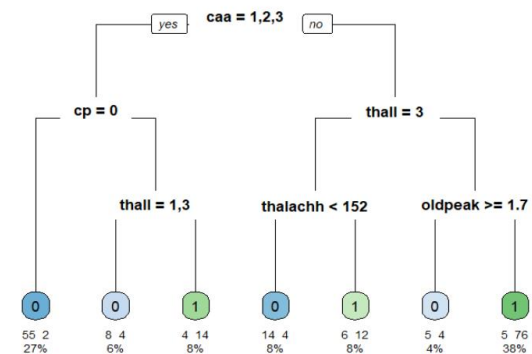 yes caa = 1,2,3 no
cp = 0 thall = 3
thall = 1,3 thalachh < 152 oldpeak >= 1.7
0 0 1 0 1 0 1
55 2 8 4 4 14 14 4 6 12 5 4 5 76
27% 6% 8% 8% 8% 4% 38%